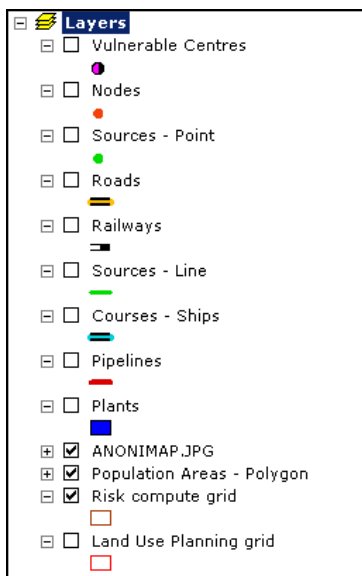 Layers
Vulnerable Centres
Nodes
Sources - Point
Roads
Railways
Sources - Line
Courses - Ships
Pipelines
Plants
ANONIMAP.JPG
Population Areas - Polygon
Risk compute grid
Land Use Planning grid